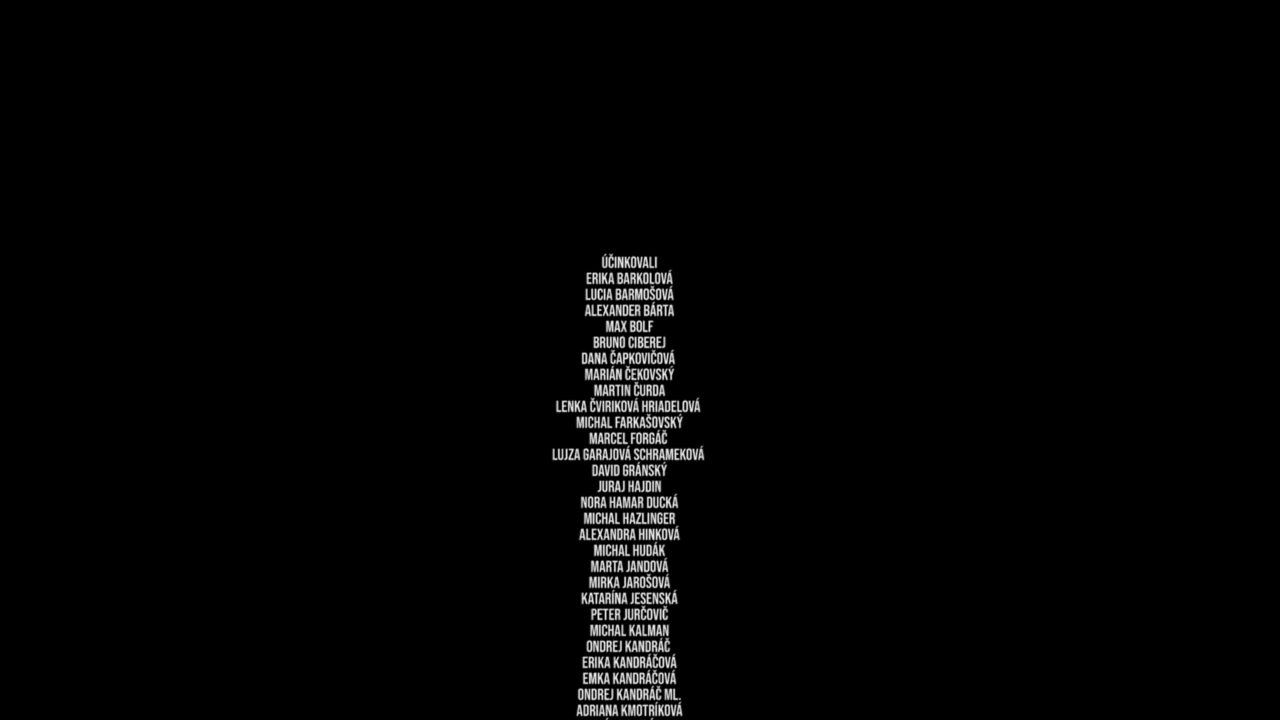 ÚČINKOVALI
ERIKA BARKOLOVÁ
LUCIA BARMOŠOVÁ
ALEXANDER BÁRTA
MAX BOLF
BRUNO CIBEREJ
DANA ČAPKOVIČOVÁ
MARIÁN ČEKOVSKÝ
MARTIN ČURDA
LENKA ČVIRIKOVÁ HRIADELOVÁ
MICHAL FARKAŠOVSKÝ
MARCEL FORGÁČ
LUJZA GARAJOVÁ SCHRAMEKOVÁ
DAVID GRÁNSKÝ
JURAJ HAJDIN
NORA HAMAR DUCKÁ
MICHAL HAZLINGER
ALEXANDRA HINKOVÁ
MICHAL HUDÁK
MARTA JANDOVÁ
MIRKA JAROŠOVÁ
KATARÍNA JESENSKÁ
PETER JURČOVIČ
MICHAL KALMAN
ONDREJ KANDRÁČ
ERIKA KANDRÁČOVÁ
EMKA KANDRÁČOVÁ
ONDREJ KANDRÁČ ML.
ADRIANA KMOTRÍKOVÁ